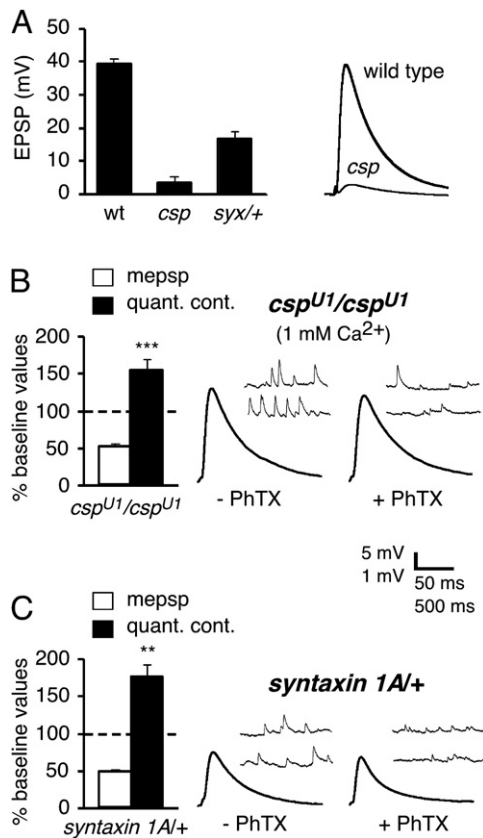 A
50
40
30
20
10
0
EPSP (mV)
wt
csp
syx/+
wild type
csp
B
mepsp
quant. cont.
cspU1/cspU1
(1 mM Ca2+)
200
150
100
50
0
% baseline values
***
cspU1/cspU1
- PhTX
+ PhTX
5 mV
1 mV
50 ms
500 ms
C
mepsp
quant. cont.
syntaxin 1A/+
200
150
100
50
0
% baseline values
**
syntaxin 1A/+
- PhTX
+ PhTX